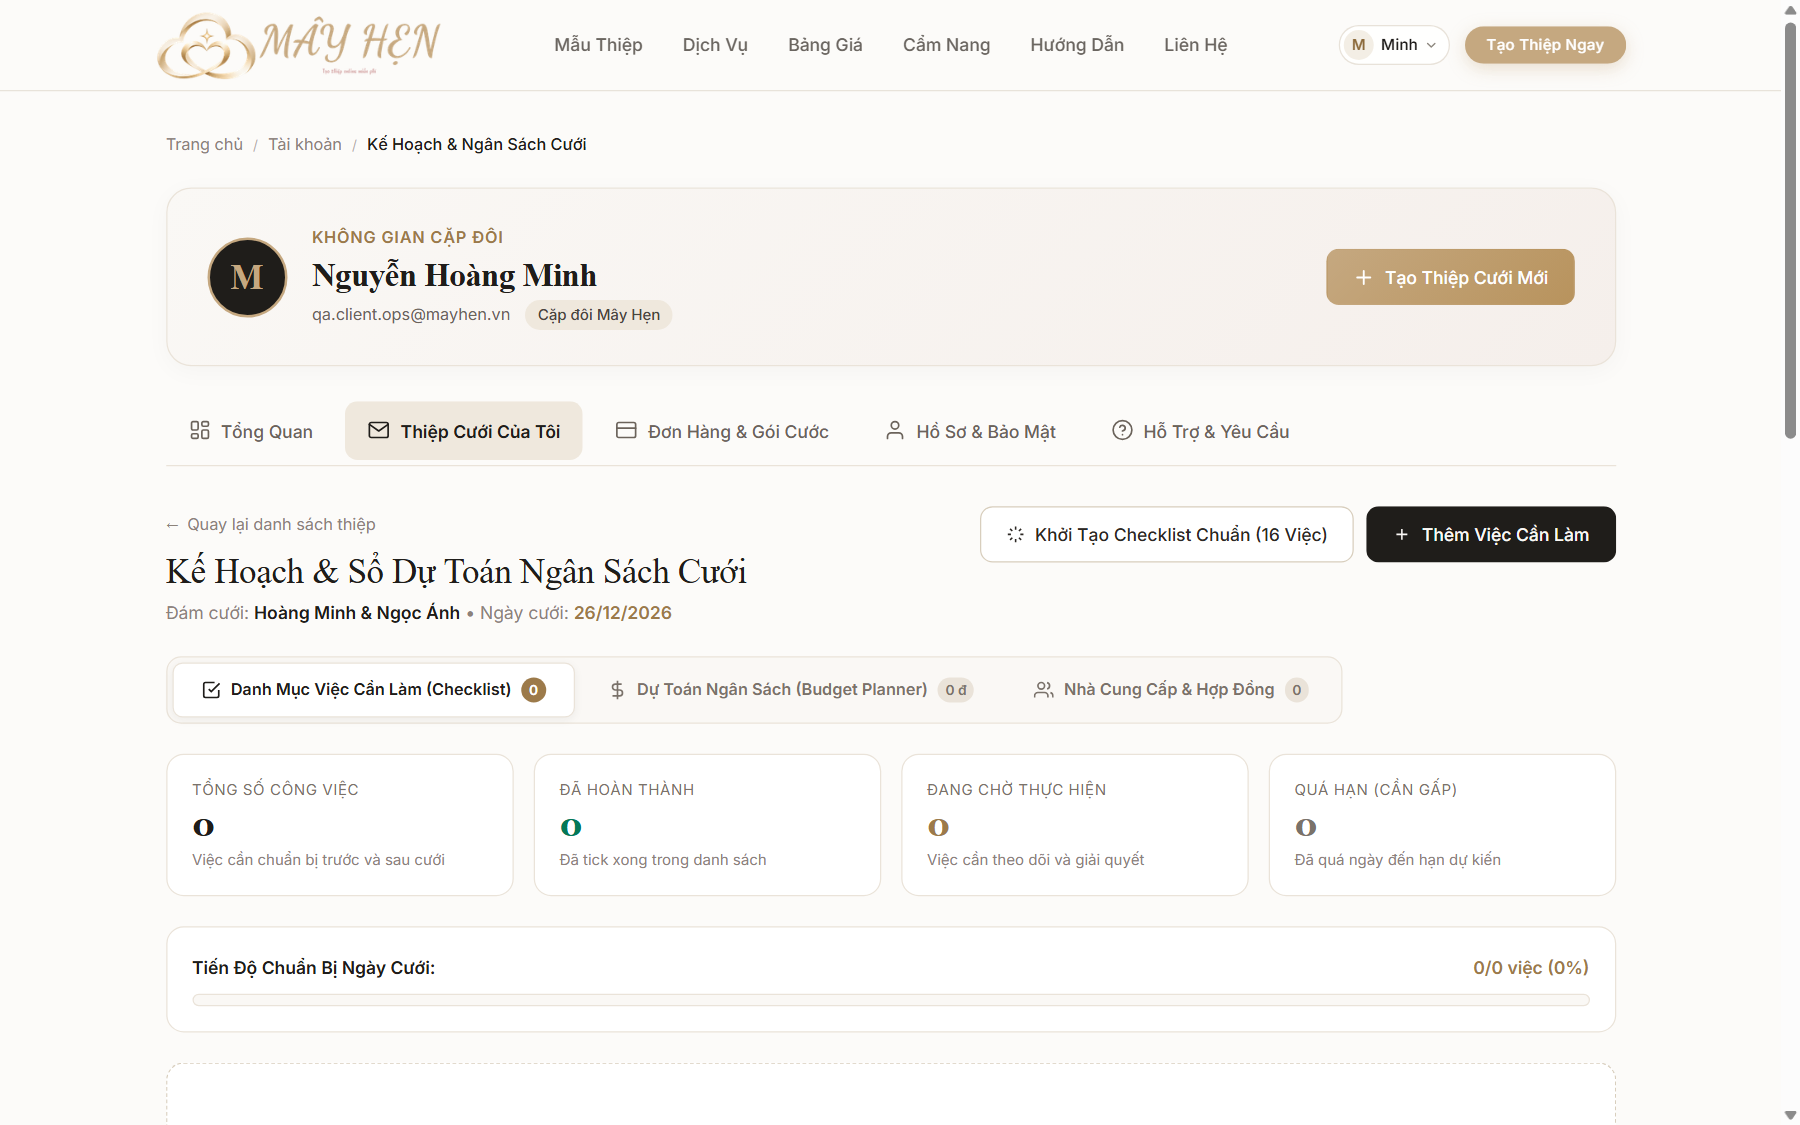 MÂY HẸN
Mẫu Thiệp
Dịch Vụ
Bảng Giá
Cẩm Nang
Hướng Dẫn
Liên Hệ
M Minh
Tạo Thiệp Ngay
Trang chủ / Tài khoản / Kế Hoạch & Ngân Sách Cưới
M
KHÔNG GIAN CẶP ĐÔI
Nguyễn Hoàng Minh
qa.client.ops@mayhen.vn Cặp đôi Mây Hẹn
+ Tạo Thiệp Cưới Mới
Tổng Quan
Thiệp Cưới Của Tôi
Đơn Hàng & Gói Cước
Hồ Sơ & Bảo Mật
Hỗ Trợ & Yêu Cầu
← Quay lại danh sách thiệp
Khởi Tạo Checklist Chuẩn (16 Việc)
+ Thêm Việc Cần Làm
Kế Hoạch & Sổ Dự Toán Ngân Sách Cưới
Đám cưới: Hoàng Minh & Ngọc Ánh • Ngày cưới: 26/12/2026
Danh Mục Việc Cần Làm (Checklist) 0
Dự Toán Ngân Sách (Budget Planner) 0 đ
Nhà Cung Cấp & Hợp Đồng 0
TỔNG SỐ CÔNG VIỆC
0
Việc cần chuẩn bị trước và sau cưới
ĐÃ HOÀN THÀNH
0
Đã tick xong trong danh sách
ĐANG CHỜ THỰC HIỆN
0
Việc cần theo dõi và giải quyết
QUÁ HẠN (CẦN GẤP)
0
Đã quá ngày đến hạn dự kiến
Tiến Độ Chuẩn Bị Ngày Cưới:
0/0 việc (0%)